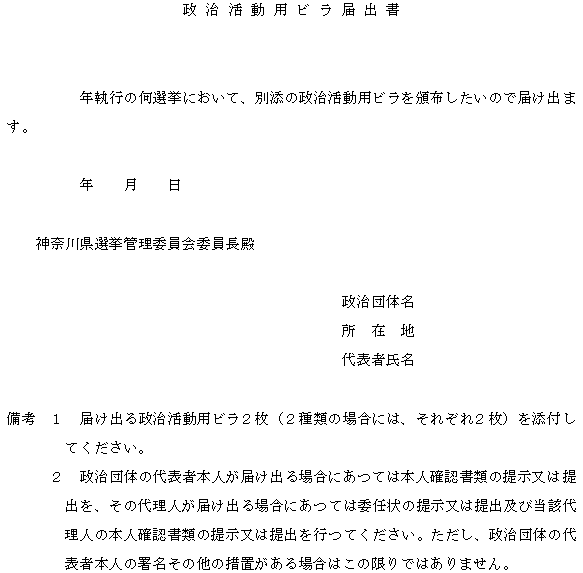 政治活動用ビラ届出書
年執行の何選挙において、別添の政治活動用ビラを頒布したいので届け出ま
す。
年　　月　　日
神奈川県選挙管理委員会委員長殿
政治団体名
所　在　地
代表者氏名
備考　１　届け出る政治活動用ビラ２枚（２種類の場合には、それぞれ２枚）を添付し
てください。
２　政治団体の代表者本人が届け出る場合にあつては本人確認書類の提示又は提
出を、その代理人が届け出る場合にあつては委任状の提示又は提出及び当該代
理人の本人確認書類の提示又は提出を行つてください。ただし、政治団体の代
表者本人の署名その他の措置がある場合はこの限りではありません。